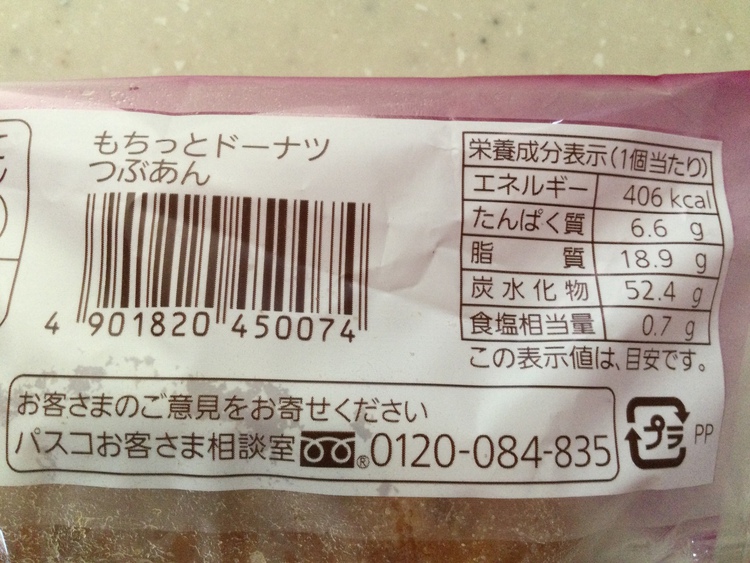 もちっとドーナツ
つぶあん
4 901820 450074
栄養成分表示(1個当たり)
エネルギー 406 kcal
たんぱく質 6.6 g
脂質 18.9 g
炭水化物 52.4 g
食塩相当量 0.7 g
この表示値は、目安です。
お客さまのご意見をお寄せください
パスコお客さま相談室 ® 0120-084-835
プラ PP